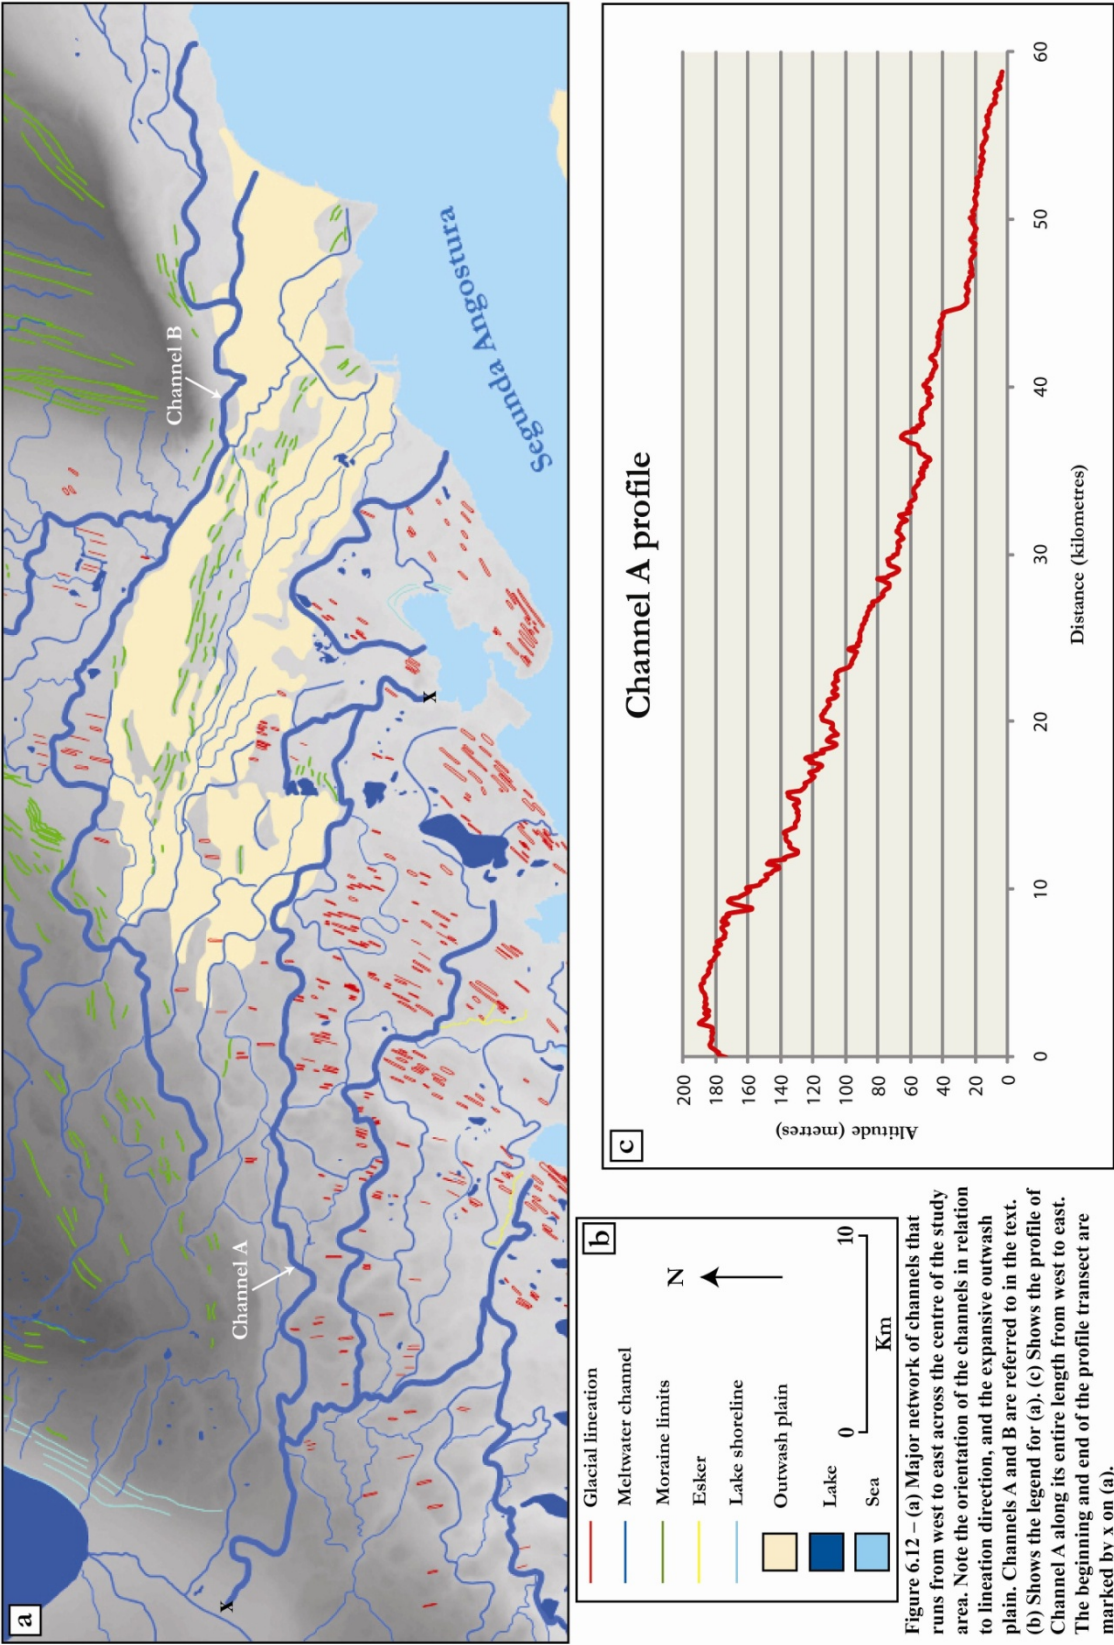 a
Channel A
Channel B
Segunda Angostura
x
x
b
Glacial lineation
Meltwater channel
Moraine limits
Esker
Lake shoreline
Outwash plain
Lake
Sea
N
0
10
Km
c
Channel A profile
Altitude (metres)
200
180
160
140
120
100
80
60
40
20
0
0
10
20
30
40
50
60
Distance (kilometres)
Figure 6.12 – (a) Major network of channels that
runs from west to east across the centre of the study
area. Note the orientation of the channels in relation
to lineation direction, and the expansive outwash
plain. Channels A and B are referred to in the text.
(b) Shows the legend for (a). (c) Shows the profile of
Channel A along its entire length from west to east.
The beginning and end of the profile transect are
marked by x on (a).